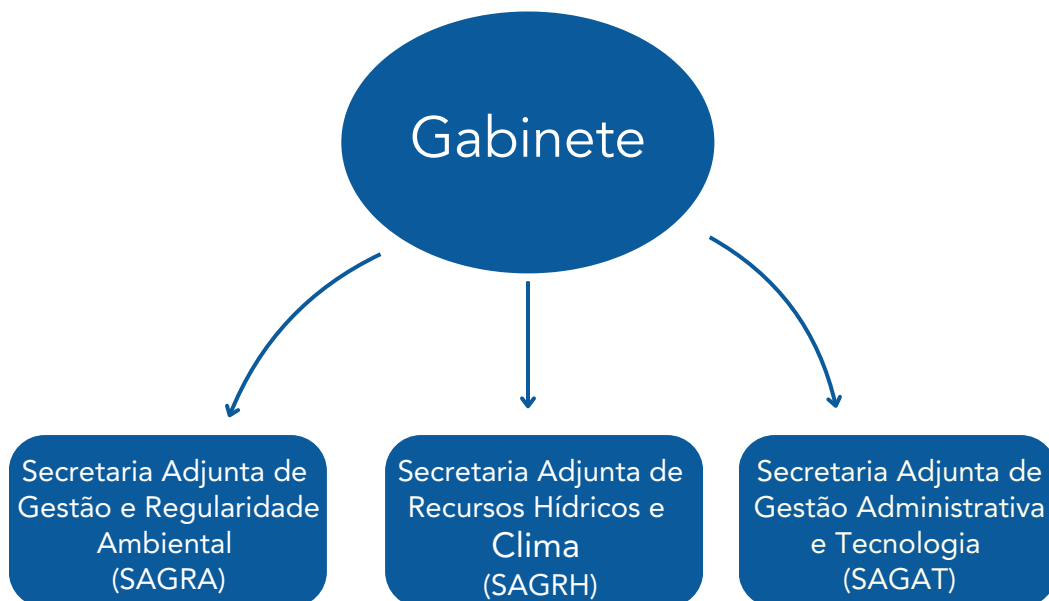 Gabinete
Secretaria Adjunta de
Gestão e Regularidade
Ambiental
(SAGRA)
Secretaria Adjunta de
Recursos Hídricos e
Clima
(SAGRH)
Secretaria Adjunta de
Gestão Administrativa
e Tecnologia
(SAGAT)